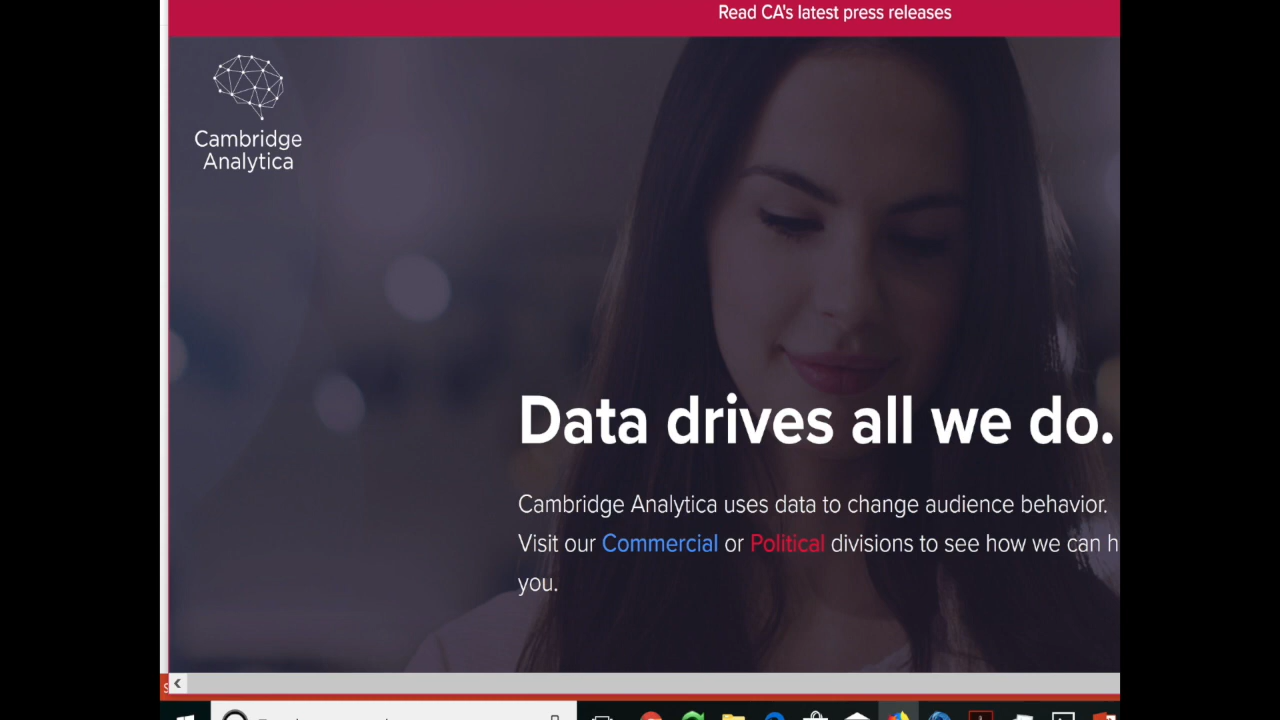 Read CA's latest press releases
Cambridge
Analytica
Data drives all we do.
Cambridge Analytica uses data to change audience behavior.
Visit our Commercial or Political divisions to see how we can h
you.